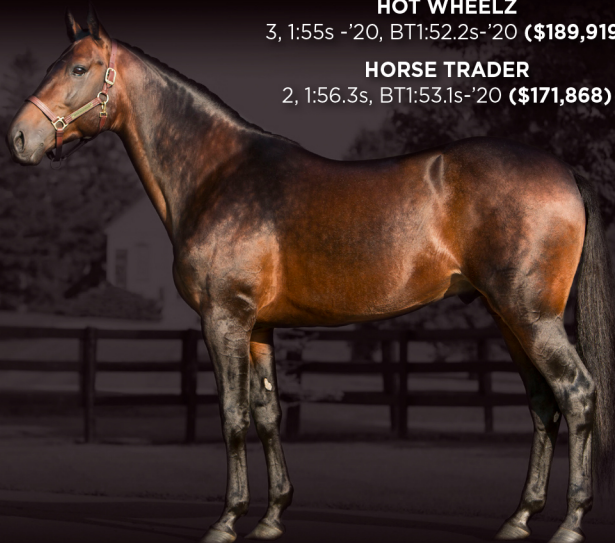 HOT WHEELZ
3, 1:55s -'20, BT1:52.2s-'20 ($189,919
HORSE TRADER
2, 1:56.3s, BT1:53.1s-'20 ($171,868)